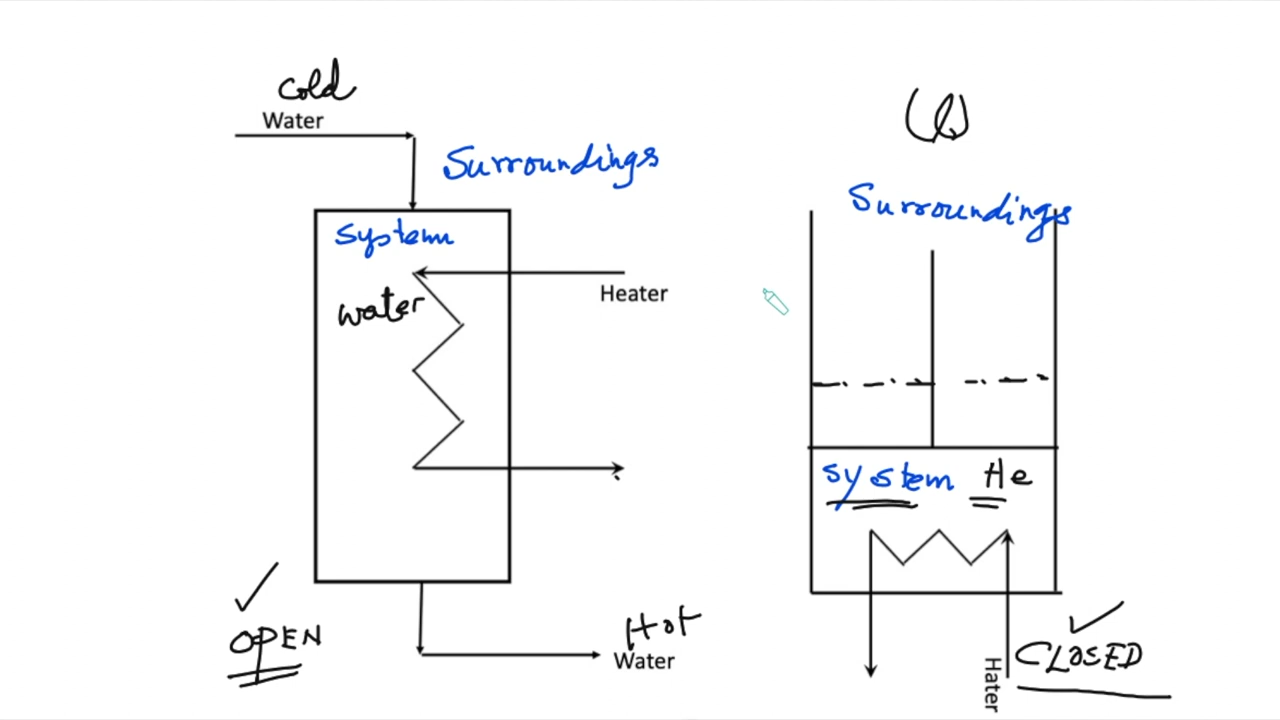 Cold
Water
Surroundings
System
water
Heater
OPEN
Hot
Water
Surroundings
System He
Hater
CLOSED